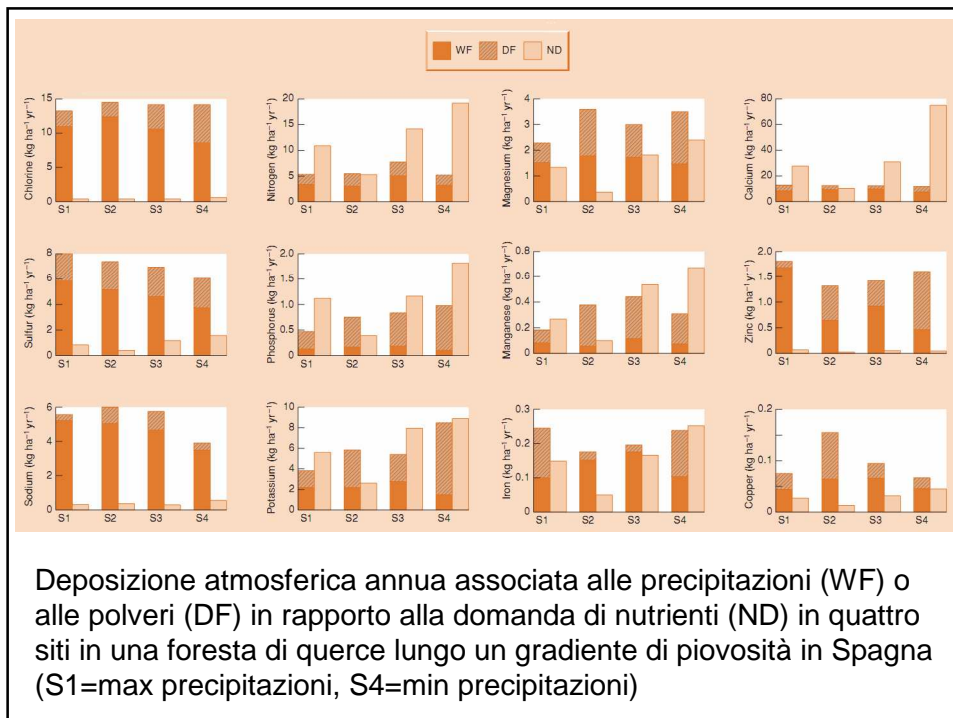 WF DF ND
Chlorine (kg ha⁻¹ yr⁻¹)
15
10
5
0
S1 S2 S3 S4
Nitrogen (kg ha⁻¹ yr⁻¹)
20
15
10
5
0
S1 S2 S3 S4
Magnesium (kg ha⁻¹ yr⁻¹)
4
3
2
1
0
S1 S2 S3 S4
Calcium (kg ha⁻¹ yr⁻¹)
80
60
40
20
0
S1 S2 S3 S4
Sulfur (kg ha⁻¹ yr⁻¹)
8
6
4
2
0
S1 S2 S3 S4
Phosphorus (kg ha⁻¹ yr⁻¹)
2.0
1.5
1.0
0.5
0
S1 S2 S3 S4
Manganese (kg ha⁻¹ yr⁻¹)
0.8
0.6
0.4
0.2
0
S1 S2 S3 S4
Zinc (kg ha⁻¹ yr⁻¹)
2.0
1.5
1.0
0.5
0
S1 S2 S3 S4
Sodium (kg ha⁻¹ yr⁻¹)
6
4
2
0
S1 S2 S3 S4
Potassium (kg ha⁻¹ yr⁻¹)
10
8
6
4
2
0
S1 S2 S3 S4
Iron (kg ha⁻¹ yr⁻¹)
0.3
0.2
0.1
0
S1 S2 S3 S4
Copper (kg ha⁻¹ yr⁻¹)
0.2
0.1
0
S1 S2 S3 S4
Deposizione atmosferica annua associata alle precipitazioni (WF) o
alle polveri (DF) in rapporto alla domanda di nutrienti (ND) in quattro
siti in una foresta di querce lungo un gradiente di piovosità in Spagna
(S1=max precipitazioni, S4=min precipitazioni)